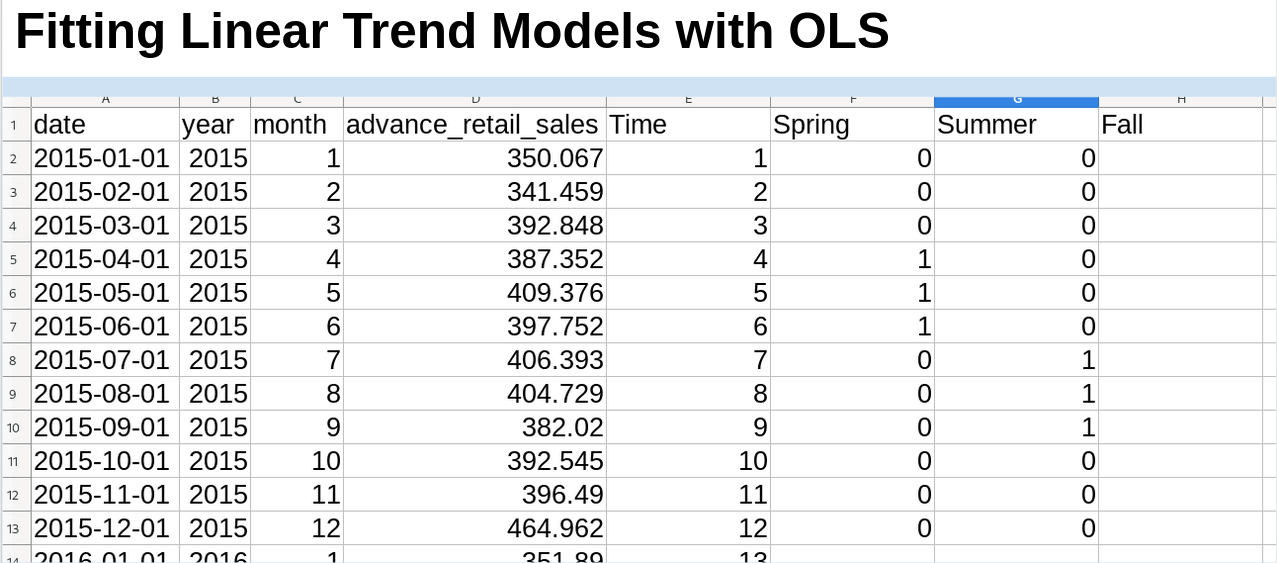 Fitting Linear Trend Models with OLS
A B C D E F G H
1 date year month advance_retail_sales Time Spring Summer Fall
2 2015-01-01 2015 1 350.067 1 0 0
3 2015-02-01 2015 2 341.459 2 0 0
4 2015-03-01 2015 3 392.848 3 0 0
5 2015-04-01 2015 4 387.352 4 1 0
6 2015-05-01 2015 5 409.376 5 1 0
7 2015-06-01 2015 6 397.752 6 1 0
8 2015-07-01 2015 7 406.393 7 0 1
9 2015-08-01 2015 8 404.729 8 0 1
10 2015-09-01 2015 9 382.02 9 0 1
11 2015-10-01 2015 10 392.545 10 0 0
12 2015-11-01 2015 11 396.49 11 0 0
13 2015-12-01 2015 12 464.962 12 0 0
14 2016-01-01 2016 1 351.89 13